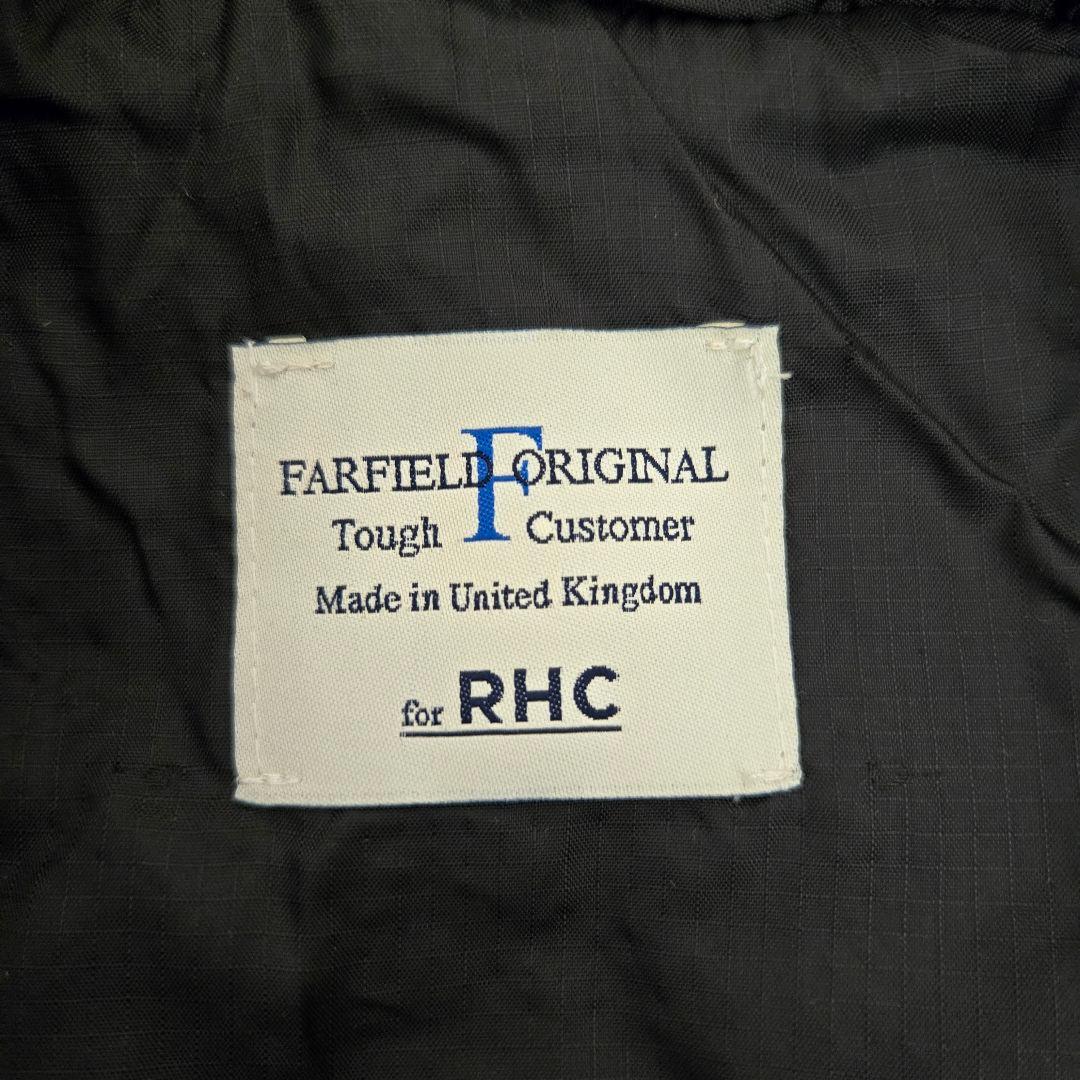 F
FARFIELD ORIGINAL
Tough Customer
Made in United Kingdom
for RHC